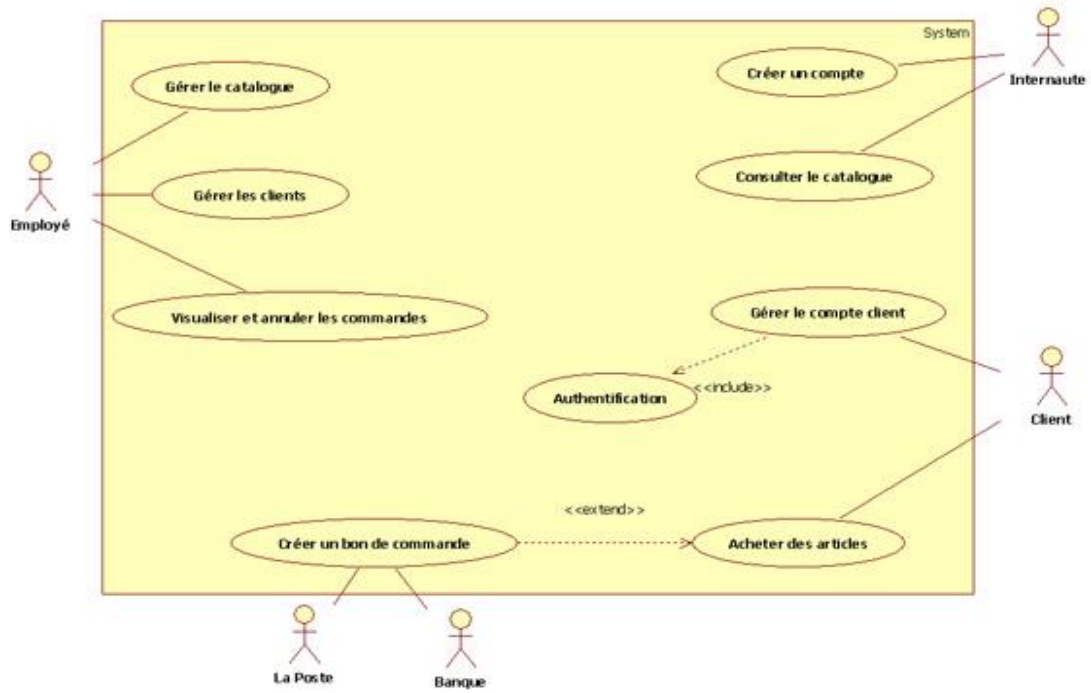 System
Gérer le catalogue
Créer un compte
Internaute
Consulter le catalogue
Gérer les clients
Employé
Visualiser et annuler les commandes
Gérer le compte client
<<include>>
Authentification
Client
<<extend>>
Créer un bon de commande
Acheter des articles
La Poste
Banque